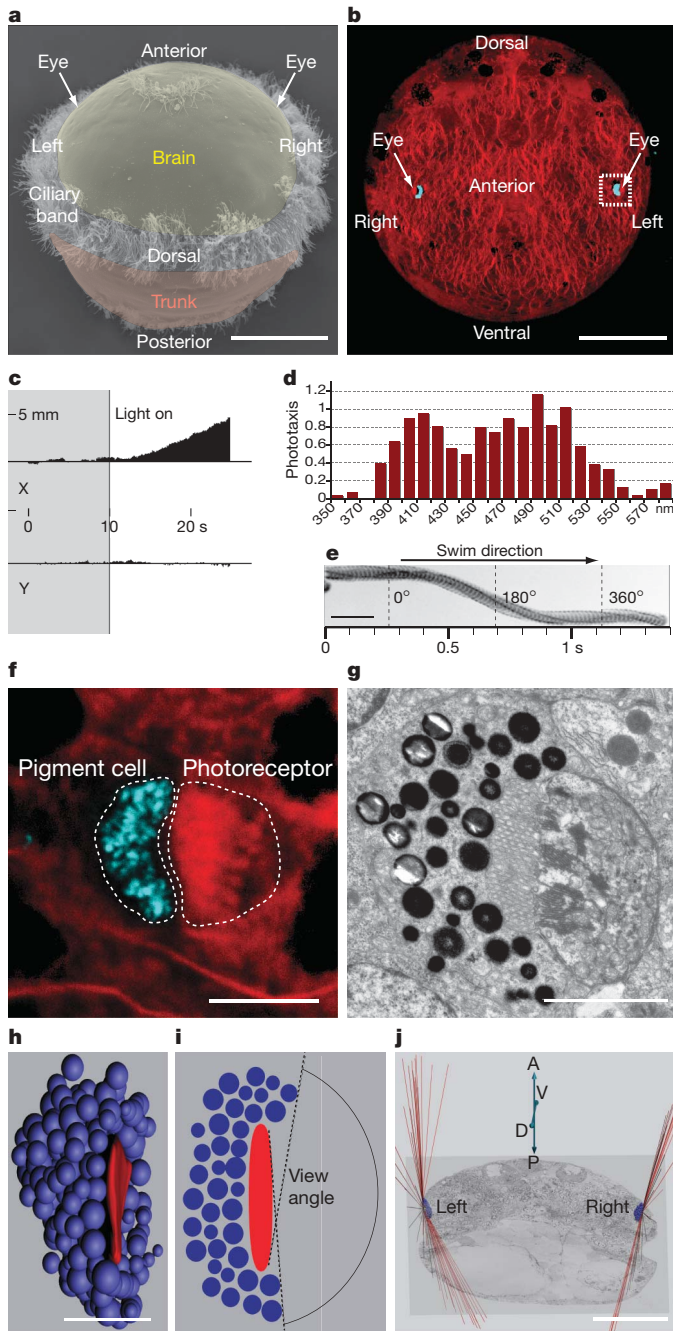 a
Anterior
Eye
Eye
Left
Right
Brain
Ciliary
band
Dorsal
Trunk
Posterior
b
Dorsal
Eye
Eye
Anterior
Right
Left
Ventral
c
5 mm
Light on
X
0 10 20 s
Y
d
Phototaxis
1.2
1
0.8
0.6
0.4
0.2
0
350 370 390 410 430 450 470 490 510 530 550 570 nm
e
Swim direction
0° 180° 360°
0 0.5 1 s
f
Pigment cell Photoreceptor
g
h
i
View
angle
j
A
V
D
P
Left
Right